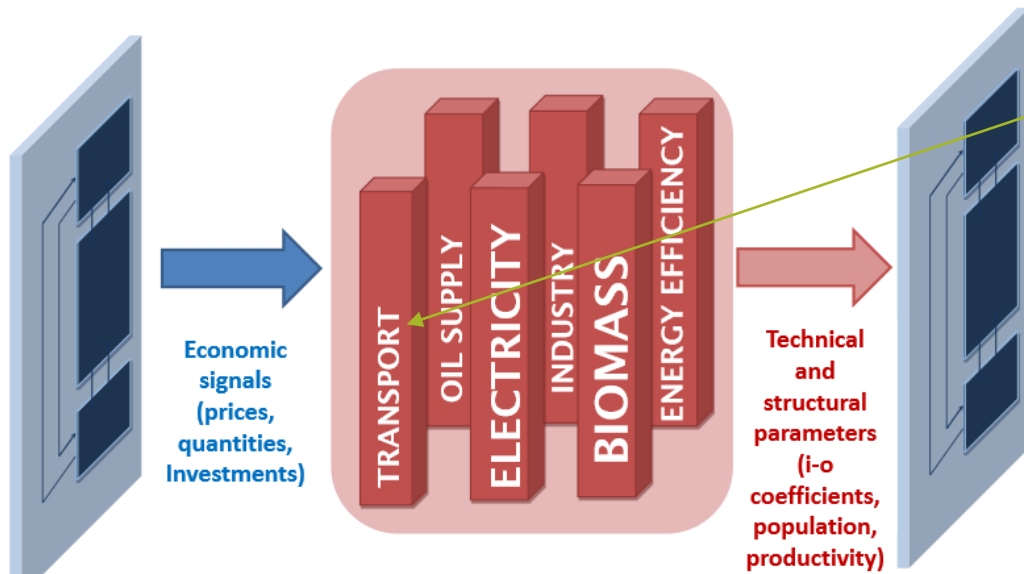 Economic
signals
(prices,
quantities,
Investments)
TRANSPORT
OIL SUPPLY
ELECTRICITY
INDUSTRY
BIOMASS
ENERGY EFFICIENCY
Technical
and
structural
parameters
(i-o
coefficients,
population,
productivity)